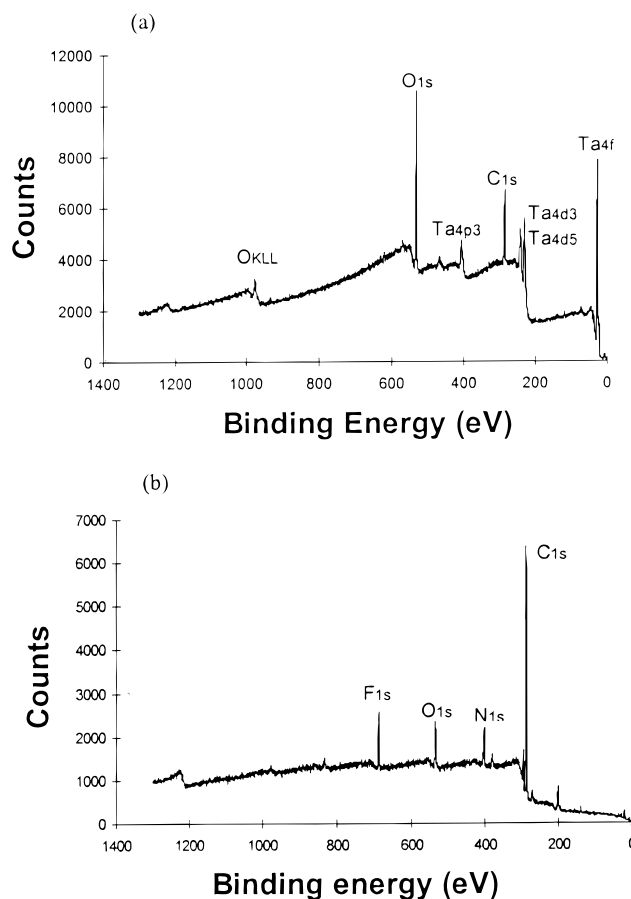 (a)
12000
10000
8000
6000
4000
2000
0
Counts
O1s
Ta4f
C1s
Ta4d3
Ta4d5
Ta4p3
OKLL
1400 1200 1000 800 600 400 200 0
Binding Energy (eV)
(b)
7000
6000
5000
4000
3000
2000
1000
0
Counts
C1s
F1s
O1s
N1s
1400 1200 1000 800 600 400 200 0
Binding energy (eV)